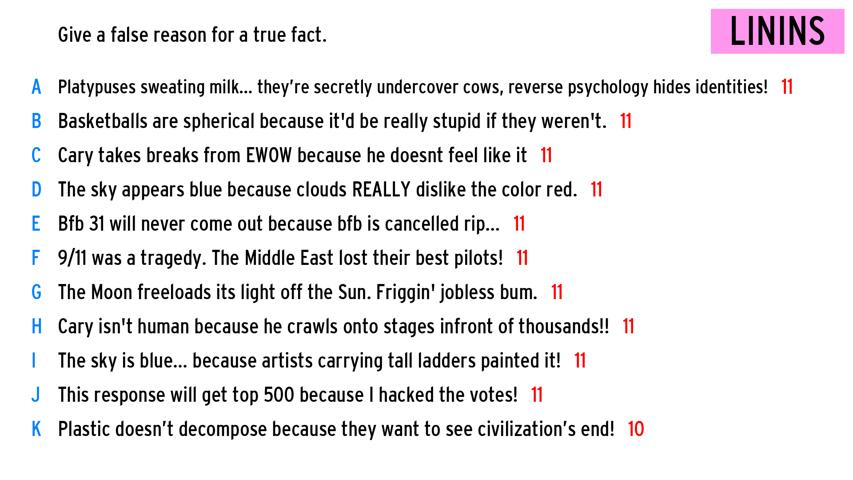 Give a false reason for a true fact.
LININS
A Platypuses sweating milk... they're secretly undercover cows, reverse psychology hides identities! 11
B Basketballs are spherical because it'd be really stupid if they weren't. 11
C Cary takes breaks from EWOW because he doesnt feel like it 11
D The sky appears blue because clouds REALLY dislike the color red. 11
E Bfb 31 will never come out because bfb is cancelled rip... 11
F 9/11 was a tragedy. The Middle East lost their best pilots! 11
G The Moon freeloads its light off the Sun. Friggin' jobless bum. 11
H Cary isn't human because he crawls onto stages infront of thousands!! 11
I The sky is blue... because artists carrying tall ladders painted it! 11
J This response will get top 500 because I hacked the votes! 11
K Plastic doesn't decompose because they want to see civilization's end! 10